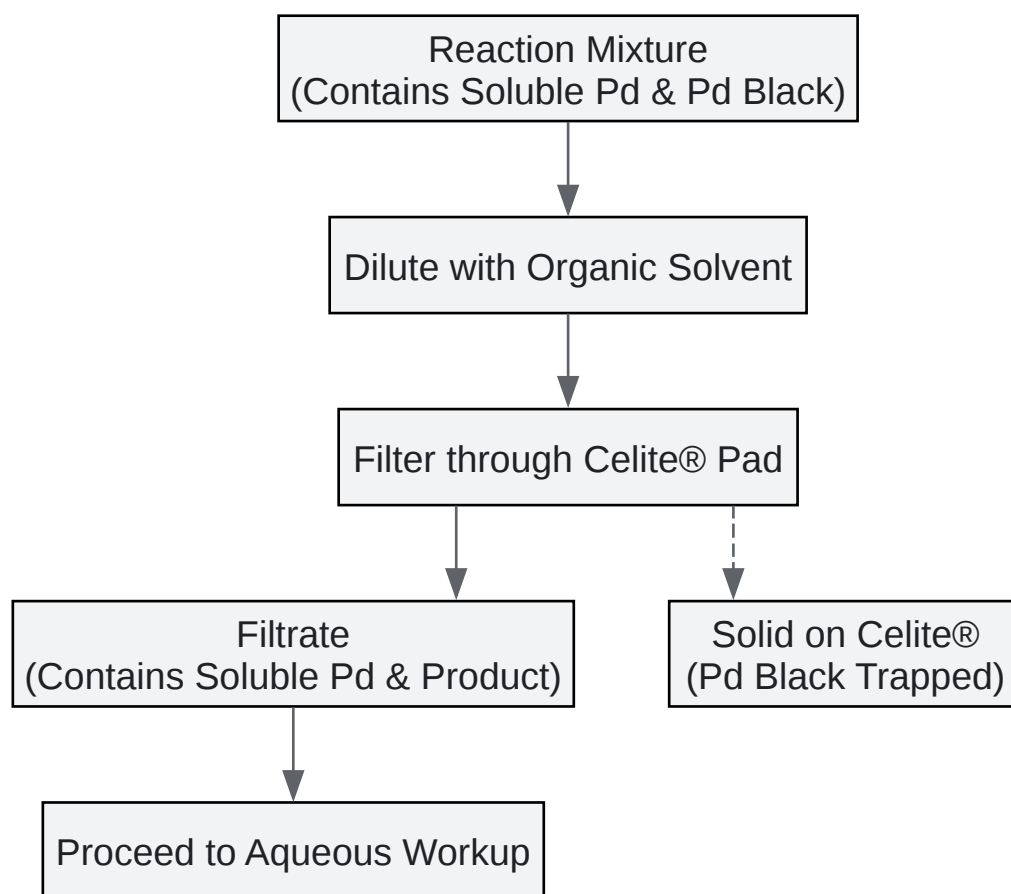 Reaction Mixture
(Contains Soluble Pd & Pd Black)
Dilute with Organic Solvent
Filter through Celite® Pad
Filtrate
(Contains Soluble Pd & Product)
Solid on Celite®
(Pd Black Trapped)
Proceed to Aqueous Workup